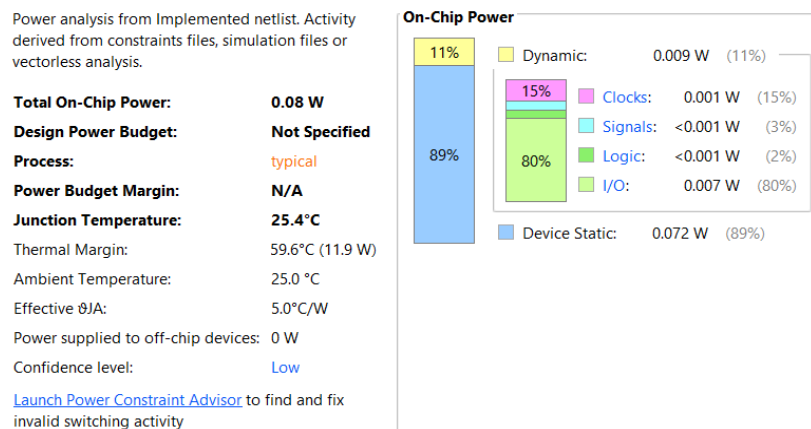 Power analysis from Implemented netlist. Activity
derived from constraints files, simulation files or
vectorless analysis.
Total On-Chip Power: 0.08 W
Design Power Budget: Not Specified
Process: typical
Power Budget Margin: N/A
Junction Temperature: 25.4°C
Thermal Margin: 59.6°C (11.9 W)
Ambient Temperature: 25.0 °C
Effective ϑJA: 5.0°C/W
Power supplied to off-chip devices: 0 W
Confidence level: Low
Launch Power Constraint Advisor to find and fix
invalid switching activity
On-Chip Power
11%
89%
Dynamic: 0.009 W (11%)
15%
80%
Clocks: 0.001 W (15%)
Signals: <0.001 W (3%)
Logic: <0.001 W (2%)
I/O: 0.007 W (80%)
Device Static: 0.072 W (89%)